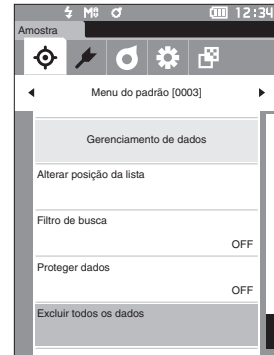 12:34
Amostra
Menu do padrão [0003]
Gerenciamento de dados
Alterar posição da lista
Filtro de busca
OFF
Proteger dados
OFF
Excluir todos os dados